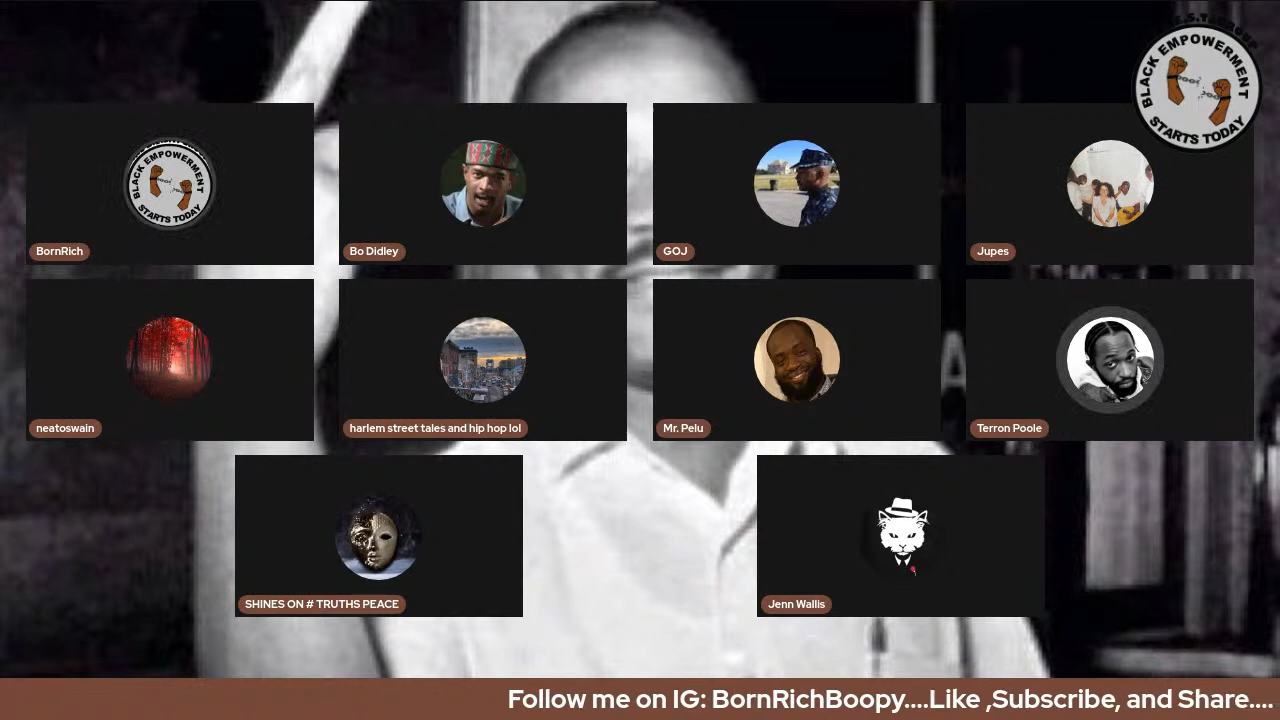 B.E.S.T. GROUP
BLACK EMPOWERMENT
STARTS TODAY
BLACK EMPOWERMENT
STARTS TODAY
BornRich
Bo Didley
GOJ
Jupes
neatoswain
harlem street tales and hip hop lol
Mr. Pelu
Terron Poole
SHINES ON # TRUTHS PEACE
Jenn Wallis
Follow me on IG: BornRichBoopy....Like ,Subscribe, and Share....